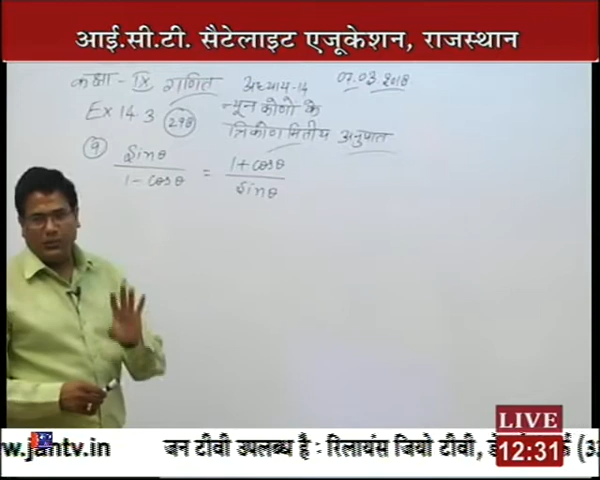 आई.सी.टी. सैटेलाइट एजूकेशन, राजस्थान
कक्षा - IX गणित अध्याय-14 07.03.2018
Ex 14.3 298 न्यून कोणो के
त्रिकोणमितीय अनुपात
9 sinθ / 1 - cosθ = 1 + cosθ / sinθ
LIVE
12:31
w.jantv.in जन टीवी उपलब्ध है : रिलायंस जियो टीवी,